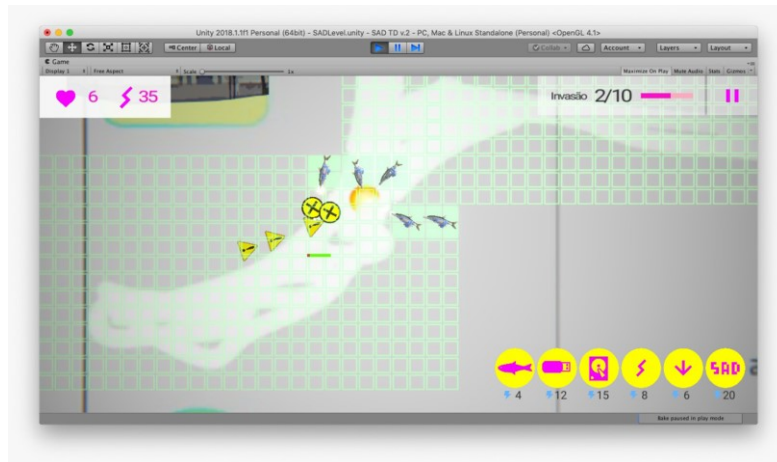 Unity 2018.1.1f1 Personal (64bit) - SADLevel.unity - SAD TD v.2 - PC, Mac & Linux Standalone (Personal) <OpenGL 4.1>
Center Local Collab Account Layers Layout
Game
Display 1 Free Aspect Scale 1x Maximize On Play Mute Audio Stats Gizmos
6 35 Invasão 2/10
SAD
4 12 15 8 6 20
Bake paused in play mode